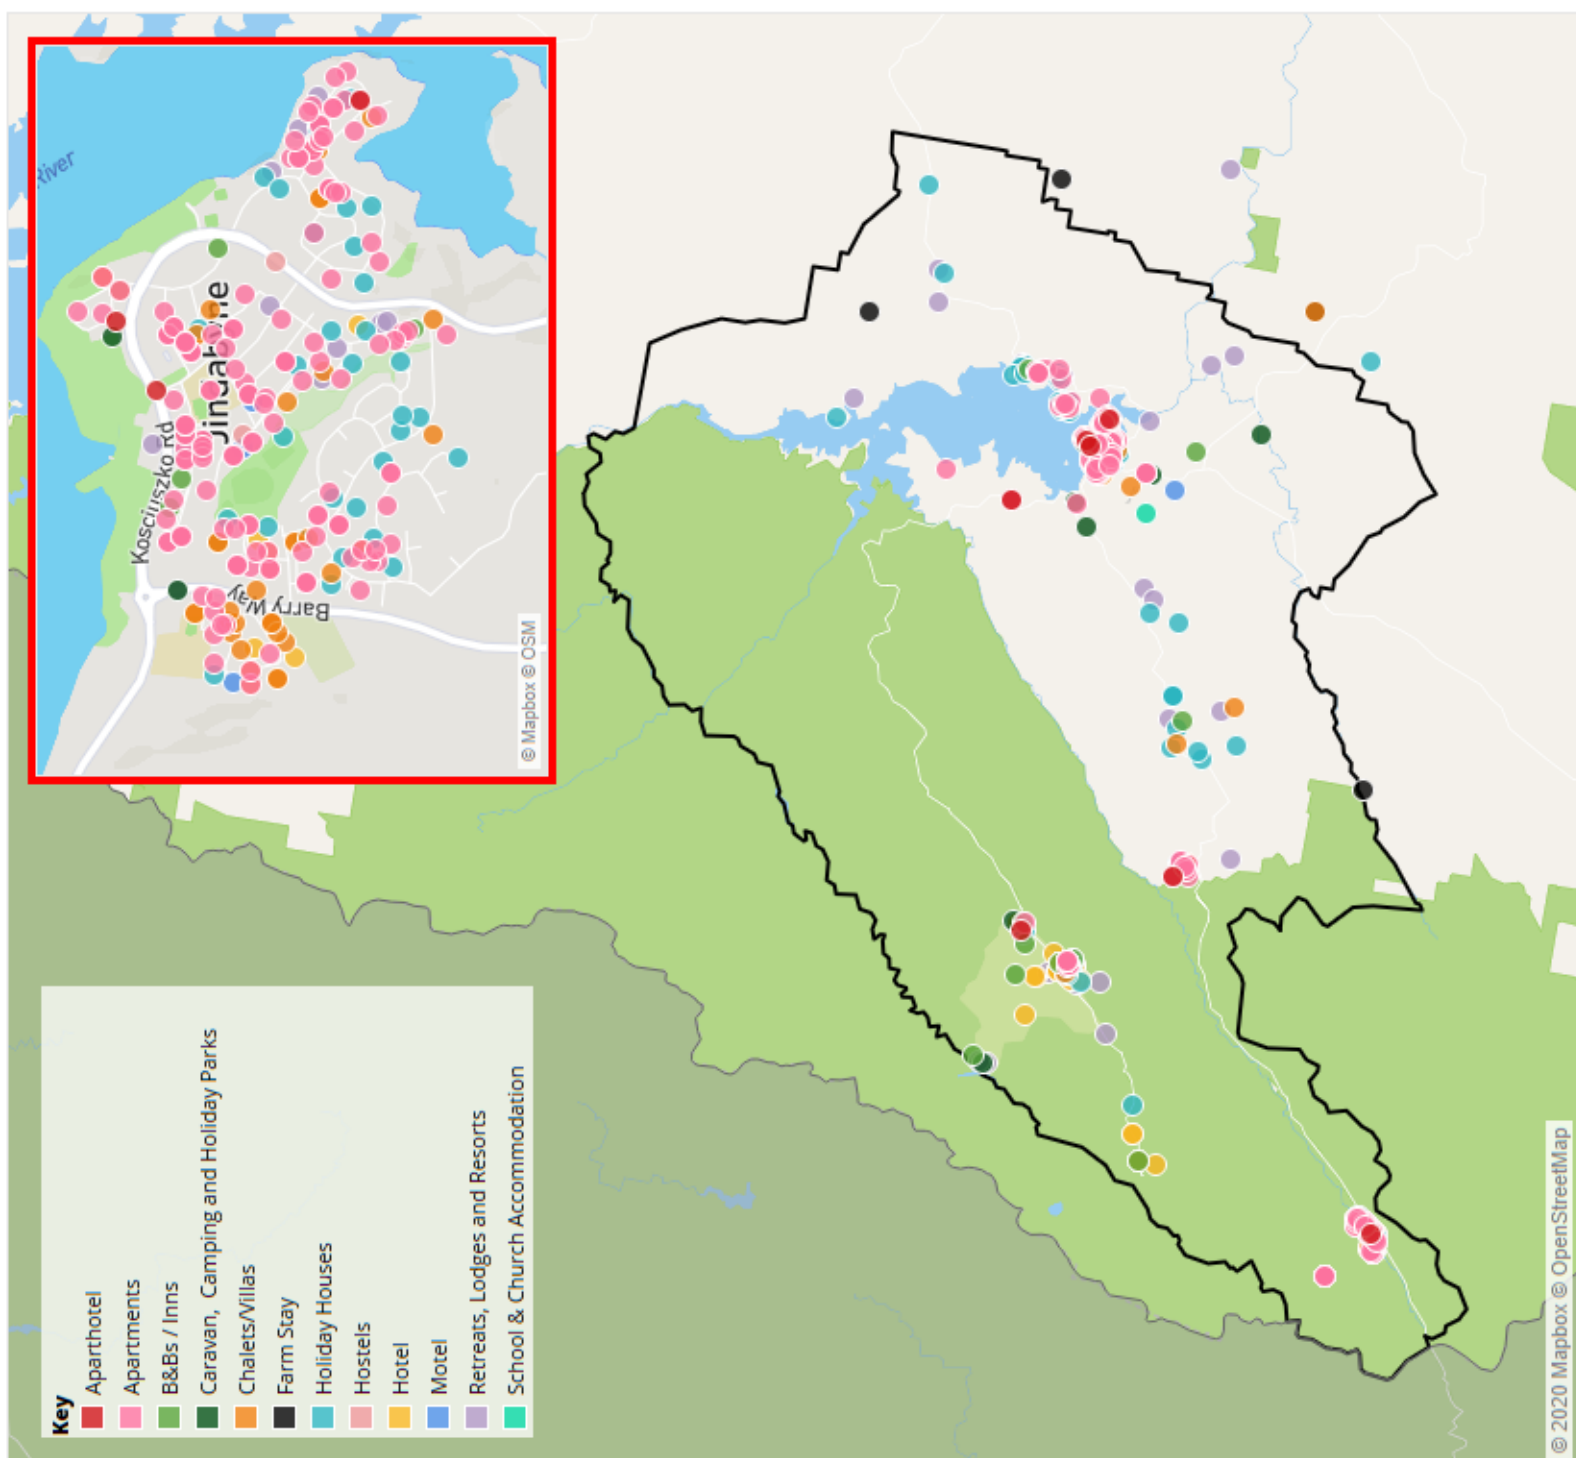 Key
Aparthotel
Apartments
B&Bs / Inns
Caravan, Camping and Holiday Parks
Chalets/Villas
Farm Stay
Holiday Houses
Hostels
Hotel
Motel
Retreats, Lodges and Resorts
School & Church Accommodation
River
Kosciuszko Rd
Jindabyne
Barry Way
© Mapbox © OSM
© 2020 Mapbox © OpenStreetMap